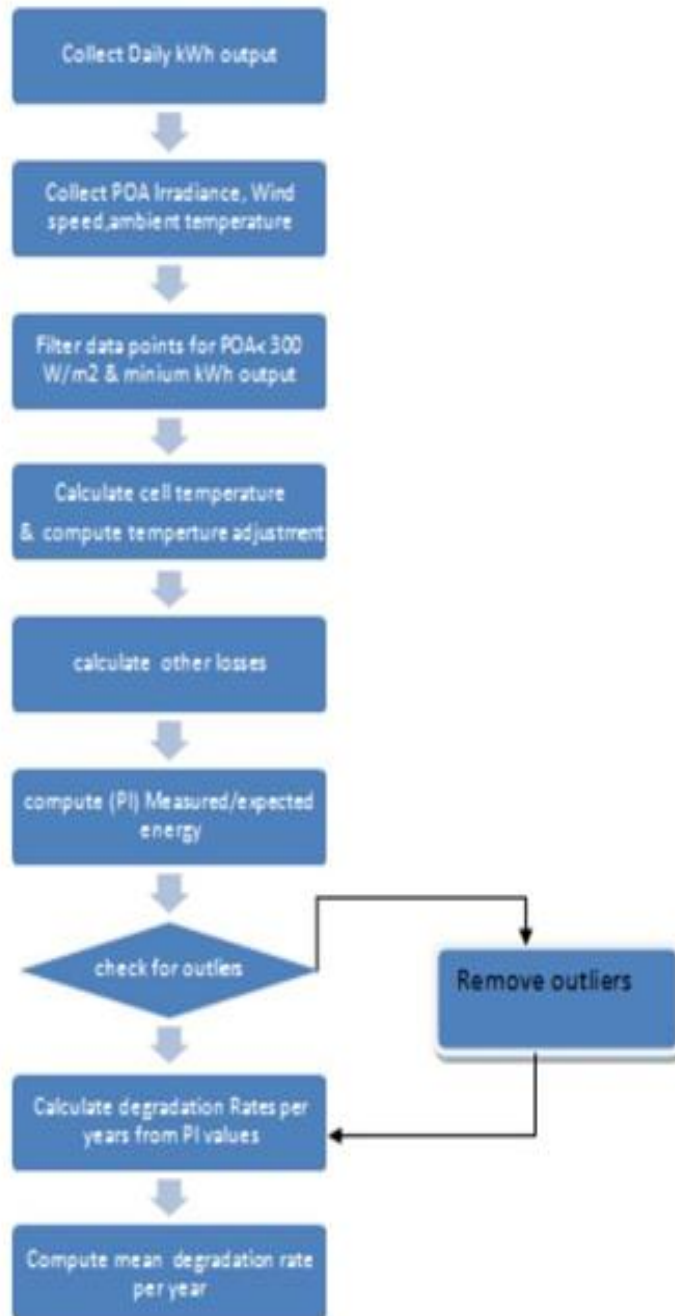 Collect Daily kWh output
Collect POA Irradiance, Wind
speed,ambient temperature
Filter data points for POA< 300
W/m2 & minium kWh output
Calculate cell temperature
& compute temperture adjustment
calculate other losses
compute (PI) Measured/expected
energy
check for outliers
Remove outliers
Calculate degradation Rates per
years from PI values
Compute mean degradation rate
per year